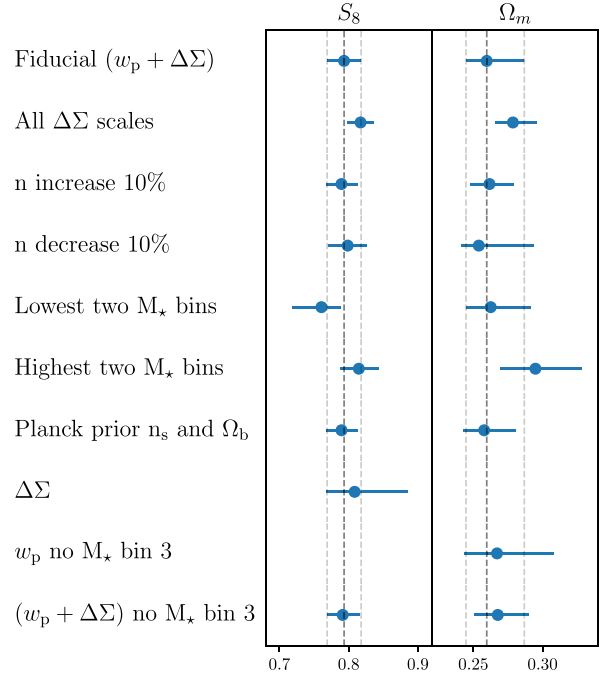 S₈ Ωₘ
Fiducial (wₚ + ΔΣ)
All ΔΣ scales
n increase 10%
n decrease 10%
Lowest two M⋆ bins
Highest two M⋆ bins
Planck prior nₛ and Ω_b
ΔΣ
wₚ no M⋆ bin 3
(wₚ + ΔΣ) no M⋆ bin 3
0.7 0.8 0.9 0.25 0.30